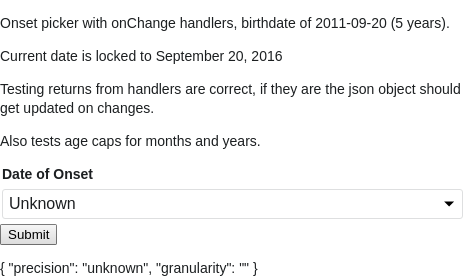 Onset picker with onChange handlers, birthdate of 2011-09-20 (5 years).
Current date is locked to September 20, 2016
Testing returns from handlers are correct, if they are the json object should
get updated on changes.
Also tests age caps for months and years.
Date of Onset
Unknown
Submit
{ "precision": "unknown", "granularity": "" }